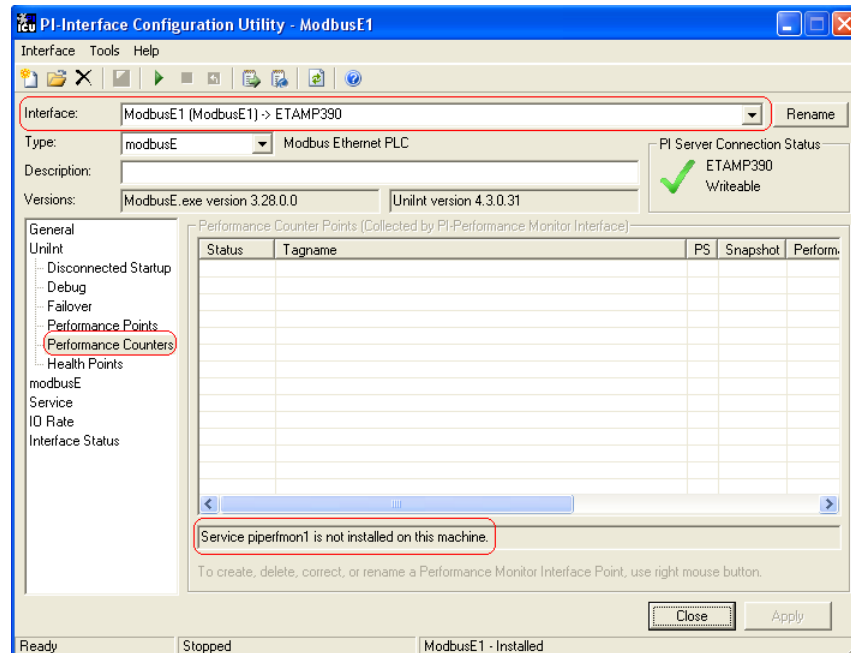 PI-Interface Configuration Utility - ModbusE1
Interface Tools Help
Interface: ModbusE1 (ModbusE1) -> ETAMP390 Rename
Type: modbusE Modbus Ethernet PLC
PI Server Connection Status
ETAMP390
Writeable
Description:
Versions: ModbusE.exe version 3.28.0.0 UniInt version 4.3.0.31
General
UniInt
Disconnected Startup
Debug
Failover
Performance Points
Performance Counters
Health Points
modbusE
Service
IO Rate
Interface Status
Performance Counter Points (Collected by PI-Performance Monitor Interface)
Status Tagname PS Snapshot Perform
Service piperfmon1 is not installed on this machine.
To create, delete, correct, or rename a Performance Monitor Interface Point, use right mouse button.
Close Apply
Ready Stopped ModbusE1 - Installed